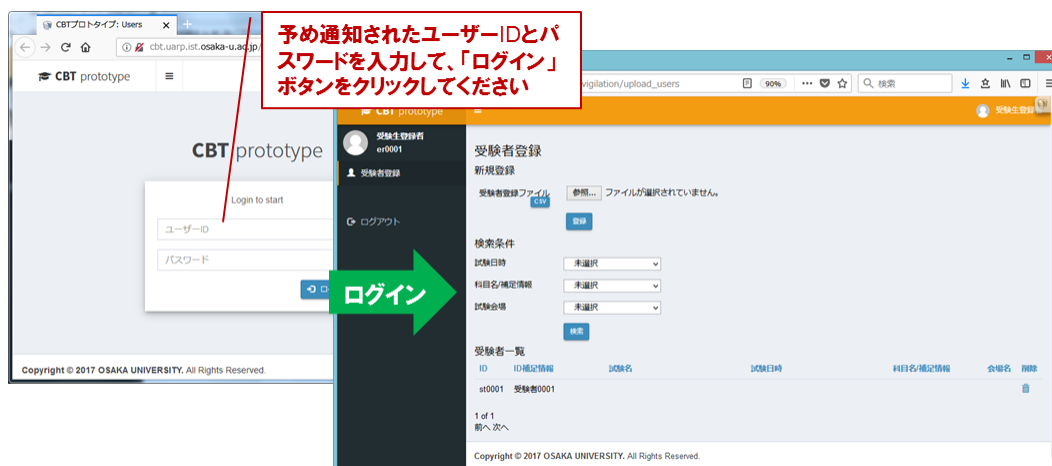 CBTプロトタイプ: Users
cbt.uarp.ist.osaka-u.ac.jp/
CBT prototype
CBT prototype
Login to start
ユーザーID
パスワード
Copyright © 2017 OSAKA UNIVERSITY. All Rights Reserved.
予め通知されたユーザーIDとパ
スワードを入力して、「ログイン」
ボタンをクリックしてください
ログイン
vigilation/upload_users
90%
検索
CBT prototype
受験生登録
受験生登録者
er0001
受験者登録
ログアウト
受験者登録
新規登録
受験者登録ファイル
CSV
参照... ファイルが選択されていません。
登録
検索条件
試験日時 未選択
科目名/補足情報 未選択
試験会場 未選択
検索
受験者一覧
ID ID補足情報 試験名 試験日時 科目名/補足情報 会場名 削除
st0001 受験者0001
1 of 1
前へ 次へ
Copyright © 2017 OSAKA UNIVERSITY. All Rights Reserved.